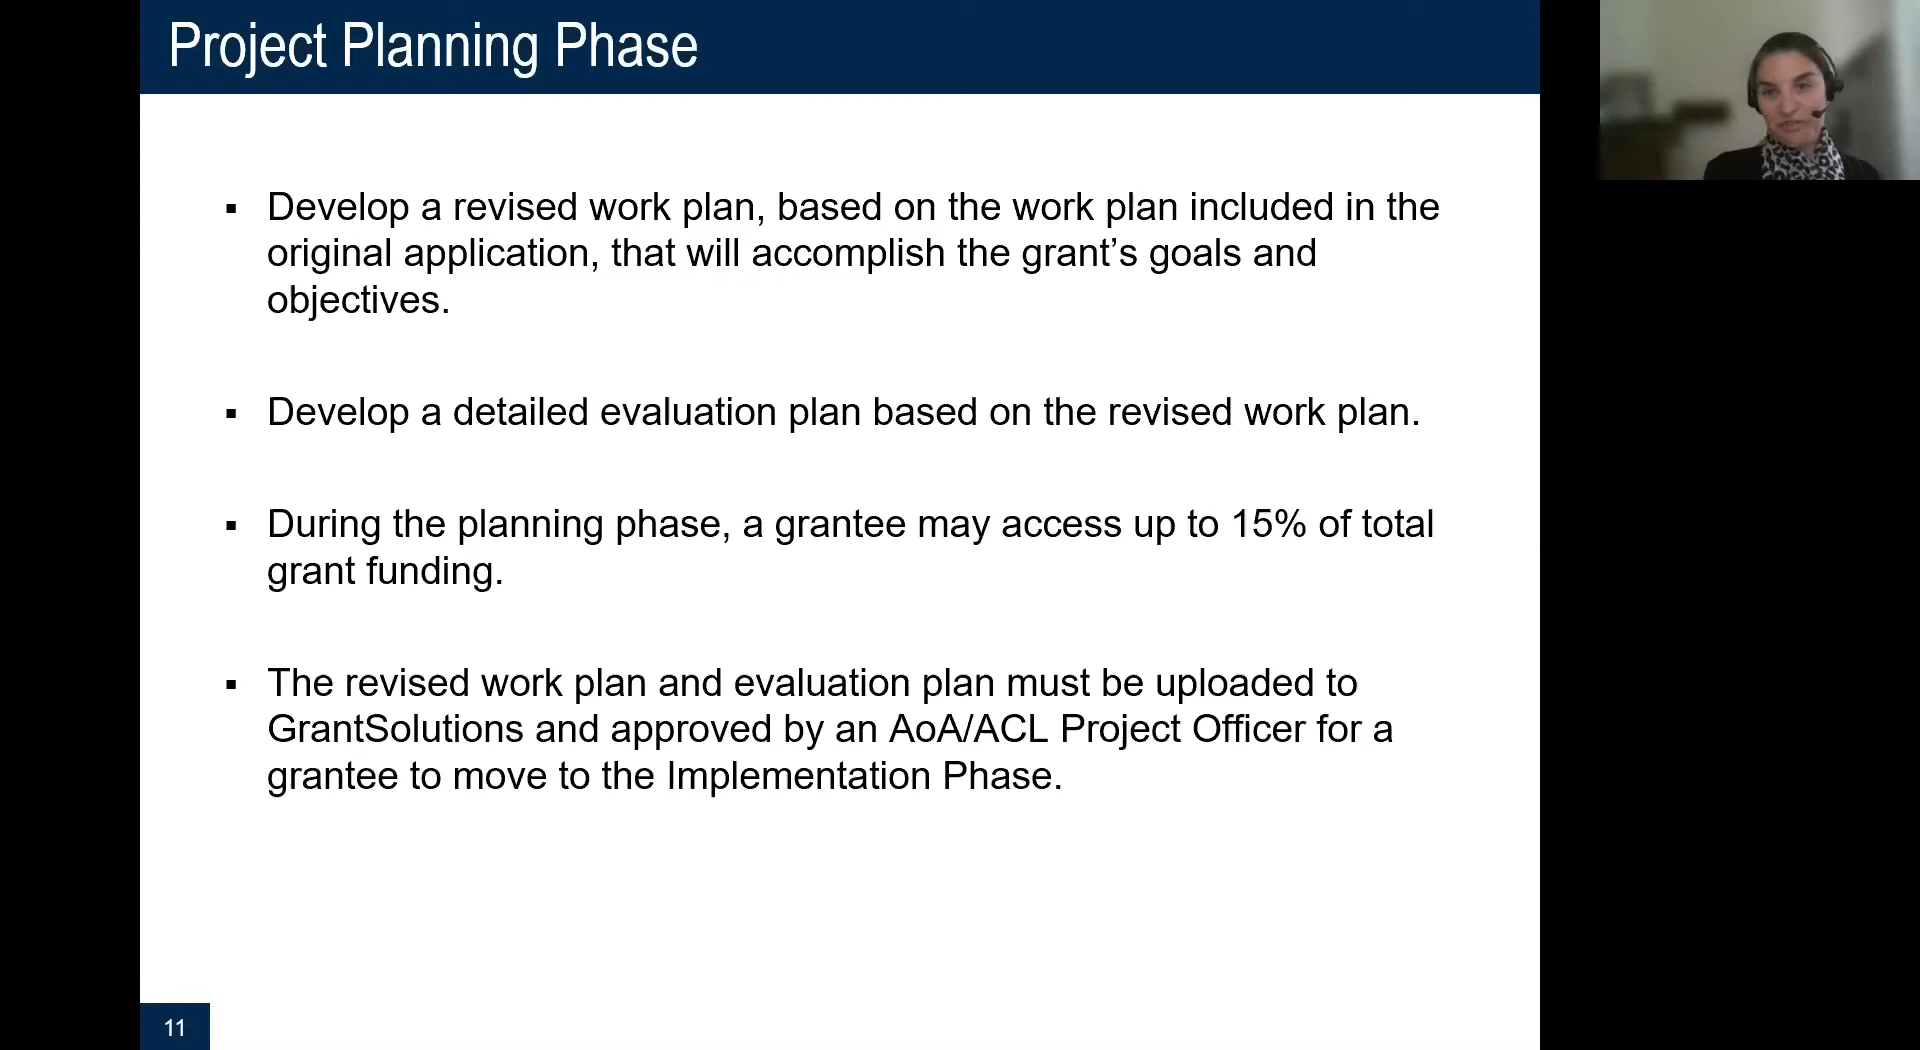 Project Planning Phase
▪ Develop a revised work plan, based on the work plan included in the
original application, that will accomplish the grant’s goals and
objectives.
▪ Develop a detailed evaluation plan based on the revised work plan.
▪ During the planning phase, a grantee may access up to 15% of total
grant funding.
▪ The revised work plan and evaluation plan must be uploaded to
GrantSolutions and approved by an AoA/ACL Project Officer for a
grantee to move to the Implementation Phase.
11